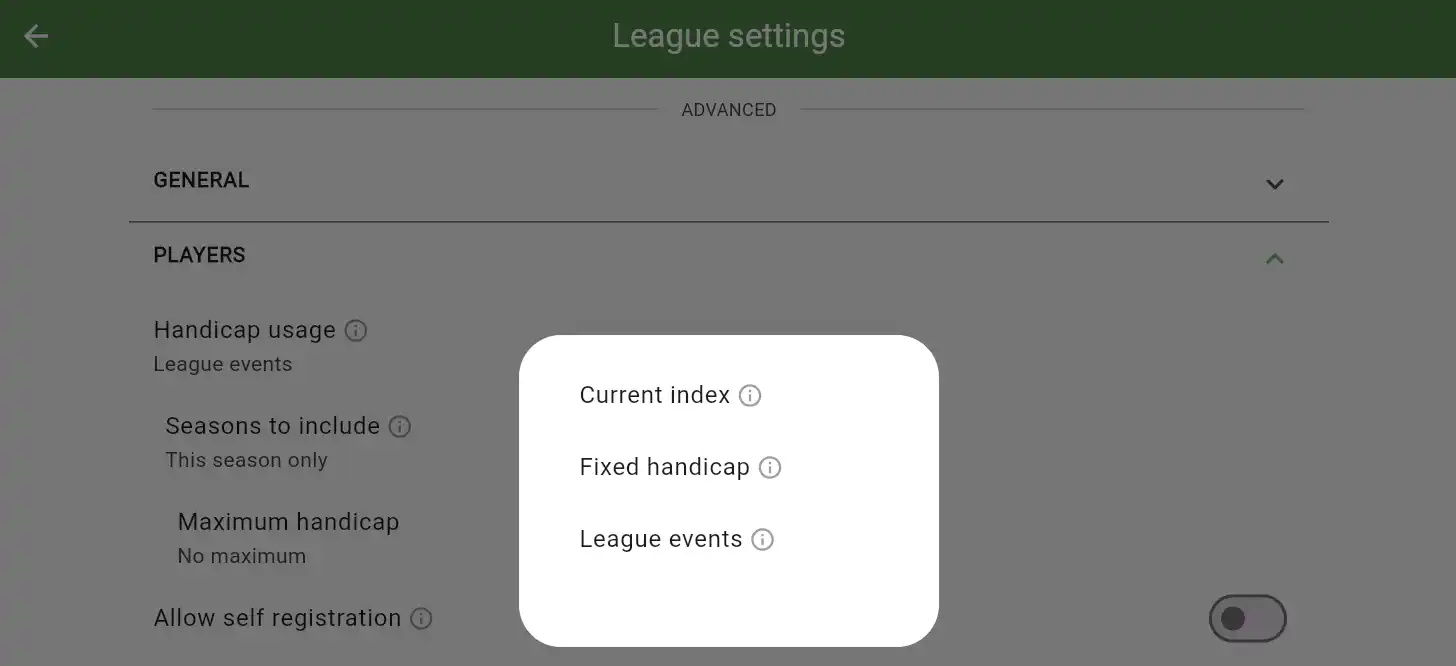 League settings
ADVANCED
GENERAL
PLAYERS
Handicap usage
League events
Seasons to include
This season only
Maximum handicap
No maximum
Allow self registration
Current index
Fixed handicap
League events